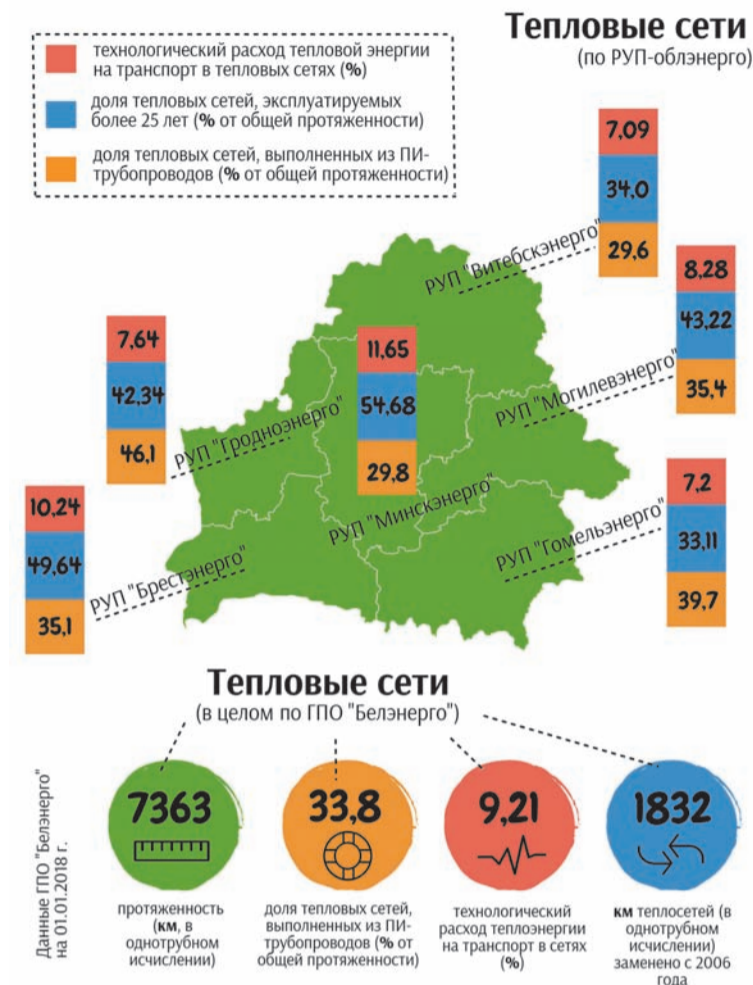 Тепловые сети
(по РУП-облэнерго)
технологический расход тепловой энергии
на транспорт в тепловых сетях (%)
доля тепловых сетей, эксплуатируемых
более 25 лет (% от общей протяженности)
доля тепловых сетей, выполненных из ПИ-
трубопроводов (% от общей протяженности)
7,09
34,0
29,6
РУП "Витебскэнерго"
8,28
43,22
35,4
РУП "Могилевэнерго"
7,64
42,34
46,1
РУП "Гродноэнерго"
11,65
54,68
29,8
РУП "Минскэнерго"
10,24
49,64
35,1
РУП "Брестэнерго"
7,2
33,11
39,7
РУП "Гомельэнерго"
Тепловые сети
(в целом по ГПО "Белэнерго")
7363
протяженность
(км, в
однотрубном
исчислении)
33,8
доля тепловых сетей,
выполненных из ПИ-
трубопроводов (% от
общей протяженности)
9,21
технологический
расход теплоэнергии
на транспорт в сетях
(%)
1832
км теплосетей (в
однотрубном
исчислении)
заменено с 2006
года
Данные ГПО "Белэнерго"
на 01.01.2018 г.